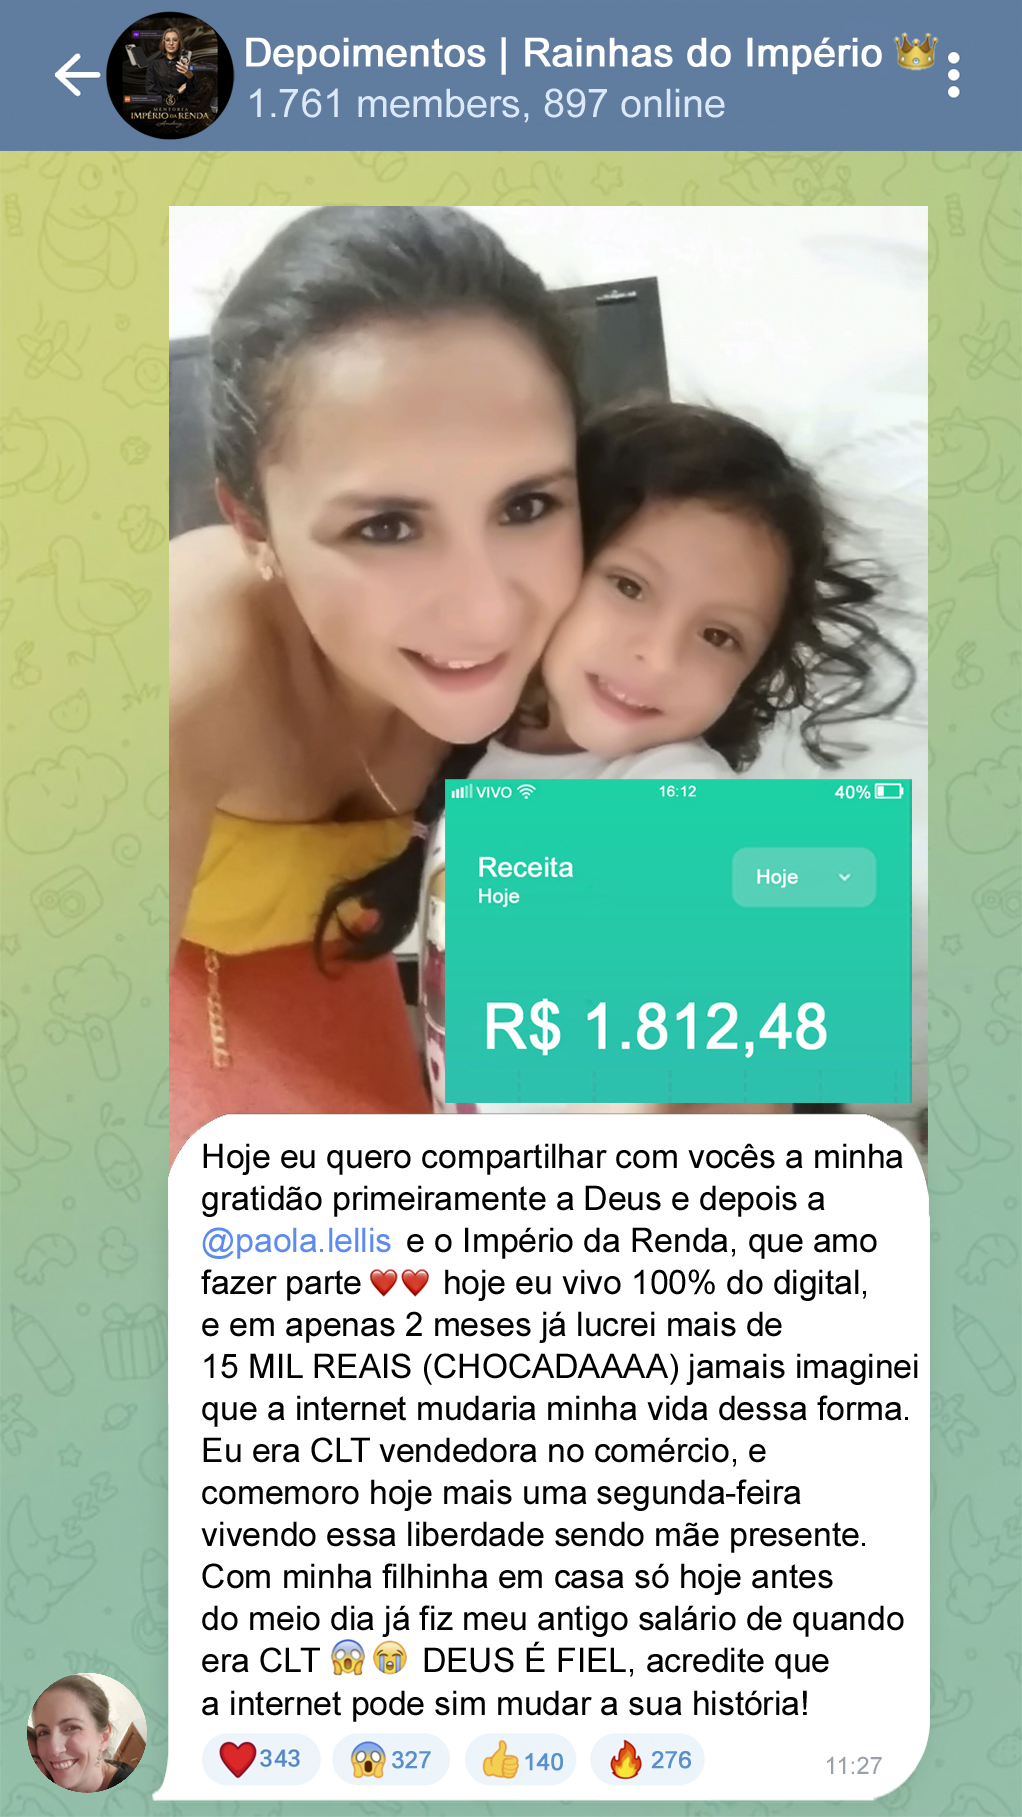 Depoimentos | Rainhas do Império 👑
1.761 members, 897 online
MENTORIA
IMPÉRIO DA RENDA
VIVO 16:12 40%
Receita
Hoje
Hoje
R$ 1.812,48
Hoje eu quero compartilhar com vocês a minha
gratidão primeiramente a Deus e depois a
@paola.lellis e o Império da Renda, que amo
fazer parte ❤️❤️ hoje eu vivo 100% do digital,
e em apenas 2 meses já lucrei mais de
15 MIL REAIS (CHOCADAAAA) jamais imaginei
que a internet mudaria minha vida dessa forma.
Eu era CLT vendedora no comércio, e
comemoro hoje mais uma segunda-feira
vivendo essa liberdade sendo mãe presente.
Com minha filhinha em casa só hoje antes
do meio dia já fiz meu antigo salário de quando
era CLT 😱😭 DEUS É FIEL, acredite que
a internet pode sim mudar a sua história!
❤️ 343 😱 327 👍 140 🔥 276
11:27